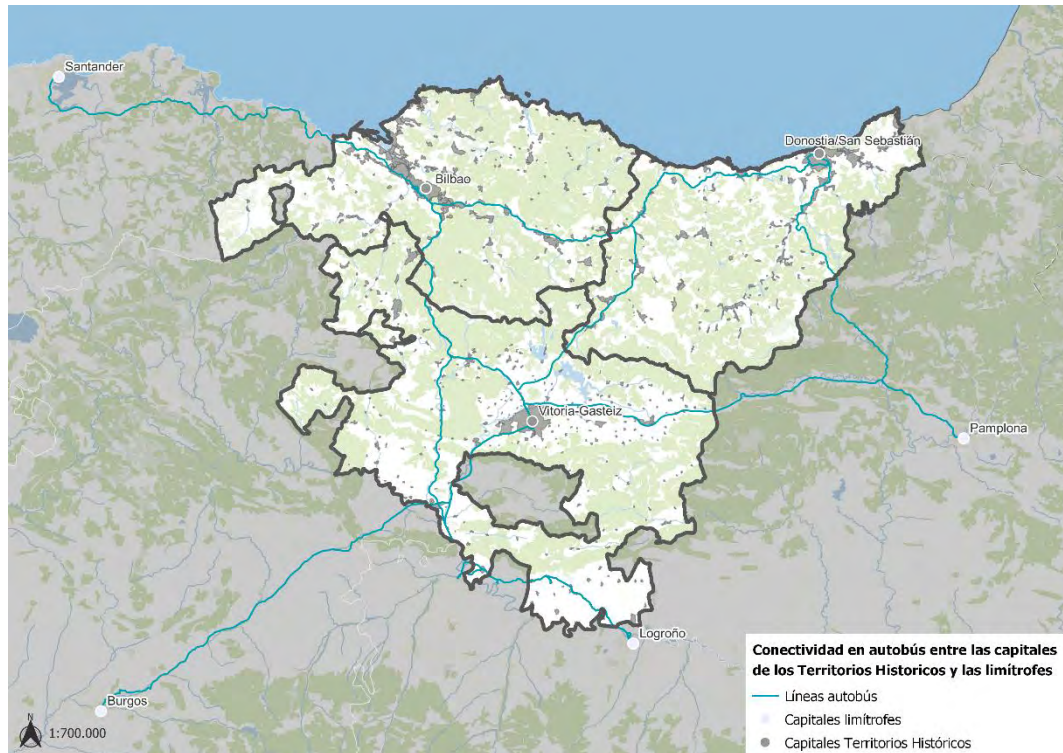 Santander
Donostia/San Sebastián
Bilbao
Vitoria-Gasteiz
Pamplona
Logroño
Burgos
N
1:700.000
Conectividad en autobús entre las capitales
de los Territorios Historicos y las limítrofes
Líneas autobús
Capitales limítrofes
Capitales Territorios Históricos